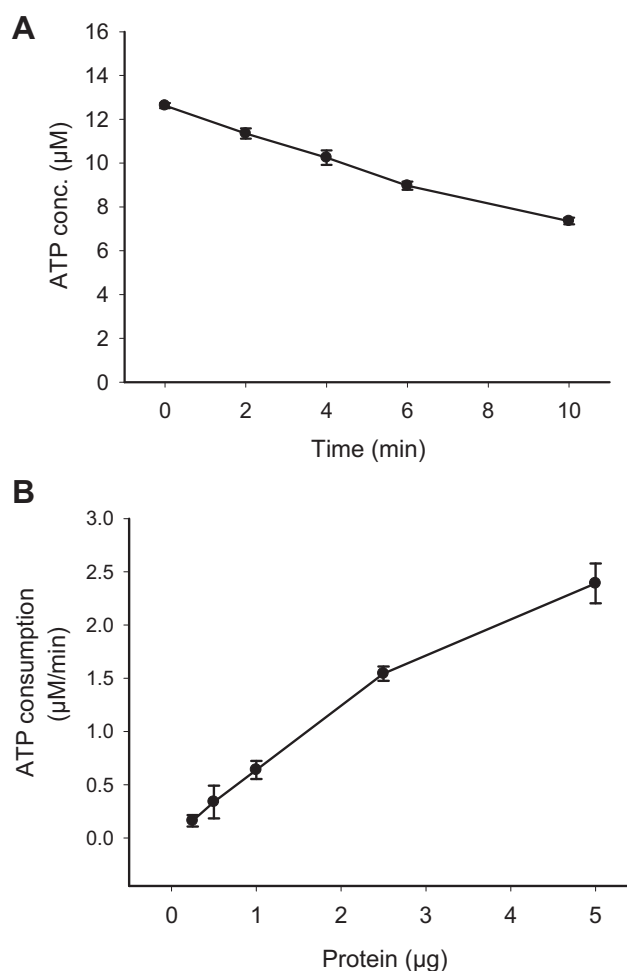 A
16
14
12
10
8
6
4
2
0
ATP conc. (µM)
0 2 4 6 8 10
Time (min)
B
3.0
2.5
2.0
1.5
1.0
0.5
0.0
ATP consumption
(µM/min)
0 1 2 3 4 5
Protein (µg)